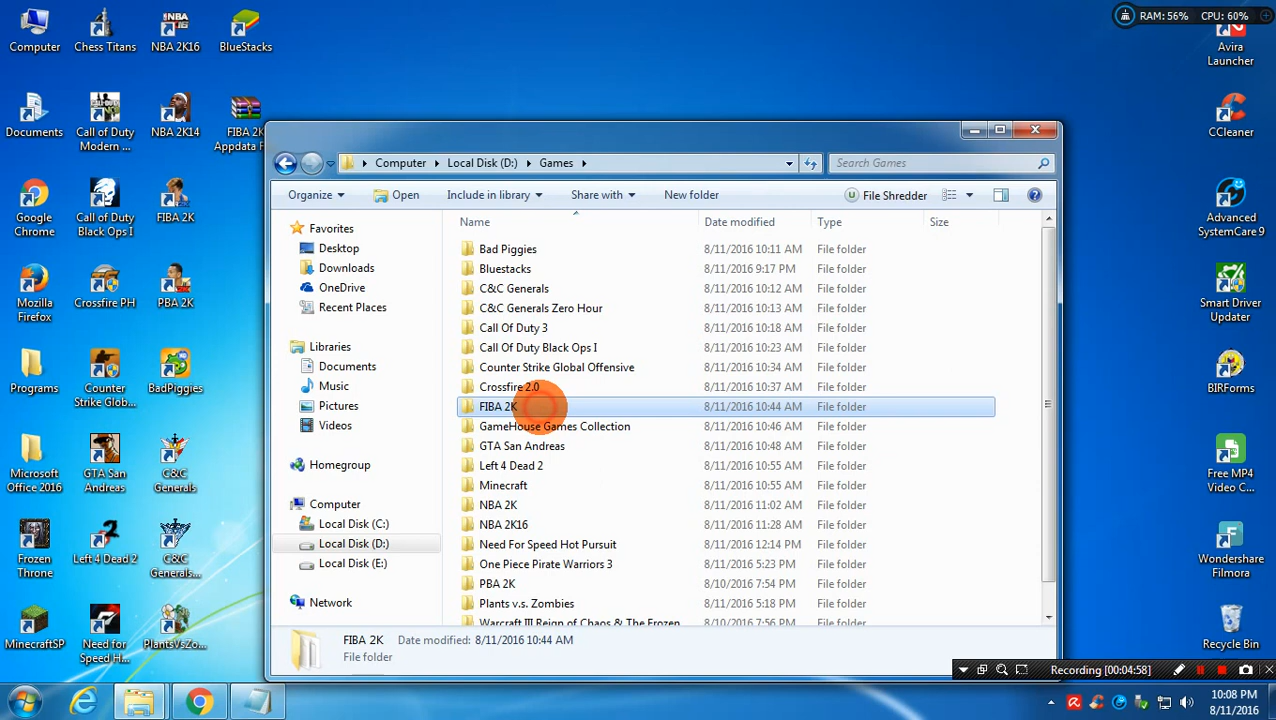 Computer
Chess Titans
NBA 2K16
BlueStacks
RAM: 56% CPU: 60%
Avira
Launcher
Documents
Call of Duty
Modern ...
NBA 2K14
FIBA 2K
Appdata F
CCleaner
Computer
Local Disk (D:)
Games
Search Games
Organize
Open
Include in library
Share with
New folder
File Shredder
Google
Chrome
Call of Duty
Black Ops I
FIBA 2K
Advanced
SystemCare 9
Mozilla
Firefox
Crossfire PH
PBA 2K
Smart Driver
Updater
Programs
Counter
Strike Glob...
BadPiggies
BIRForms
Microsoft
Office 2016
GTA San
Andreas
C&C
Generals
Free MP4
Video C...
Frozen
Throne
Left 4 Dead 2
C&C
Generals...
Wondershare
Filmora
MinecraftSP
Need for
Speed H...
PlantsVsZo...
Recycle Bin
Favorites
Desktop
Downloads
OneDrive
Recent Places
Libraries
Documents
Music
Pictures
Videos
Homegroup
Computer
Local Disk (C:)
Local Disk (D:)
Local Disk (E:)
Network
Name Date modified Type Size
Bad Piggies 8/11/2016 10:11 AM File folder
Bluestacks 8/11/2016 9:17 PM File folder
C&C Generals 8/11/2016 10:12 AM File folder
C&C Generals Zero Hour 8/11/2016 10:13 AM File folder
Call Of Duty 3 8/11/2016 10:18 AM File folder
Call Of Duty Black Ops I 8/11/2016 10:23 AM File folder
Counter Strike Global Offensive 8/11/2016 10:34 AM File folder
Crossfire 2.0 8/11/2016 10:37 AM File folder
FIBA 2K 8/11/2016 10:44 AM File folder
GameHouse Games Collection 8/11/2016 10:46 AM File folder
GTA San Andreas 8/11/2016 10:48 AM File folder
Left 4 Dead 2 8/11/2016 10:55 AM File folder
Minecraft 8/11/2016 10:55 AM File folder
NBA 2K 8/11/2016 11:02 AM File folder
NBA 2K16 8/11/2016 11:28 AM File folder
Need For Speed Hot Pursuit 8/11/2016 12:14 PM File folder
One Piece Pirate Warriors 3 8/11/2016 5:23 PM File folder
PBA 2K 8/10/2016 7:54 PM File folder
Plants v.s. Zombies 8/11/2016 5:18 PM File folder
Warcraft III Reign of Chaos & The Frozen 8/10/2016 7:56 PM File folder
FIBA 2K Date modified: 8/11/2016 10:44 AM
File folder
Recording [00:04:58]
10:08 PM
8/11/2016